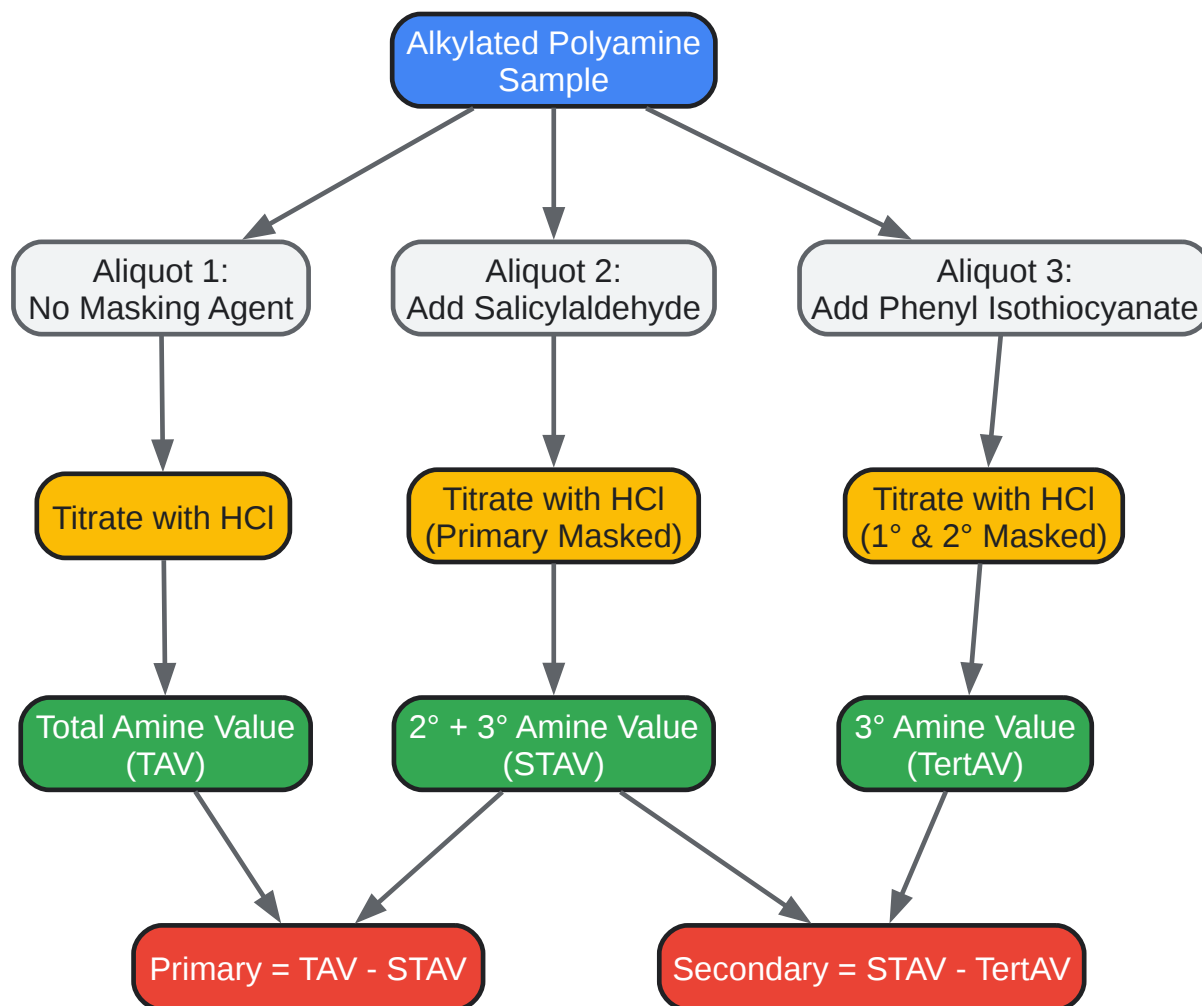 Alkylated Polyamine
Sample
Aliquot 1:
No Masking Agent
Aliquot 2:
Add Salicylaldehyde
Aliquot 3:
Add Phenyl Isothiocyanate
Titrate with HCl
Titrate with HCl
(Primary Masked)
Titrate with HCl
(1° & 2° Masked)
Total Amine Value
(TAV)
2° + 3° Amine Value
(STAV)
3° Amine Value
(TertAV)
Primary = TAV - STAV
Secondary = STAV - TertAV